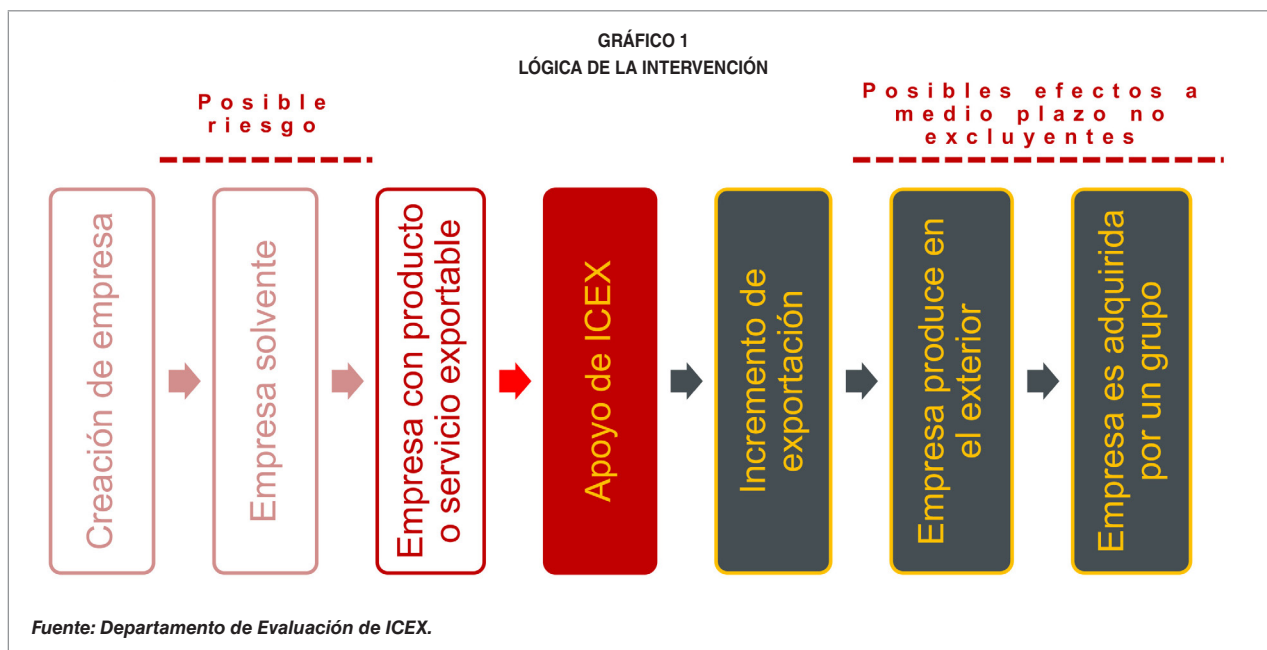 GRÁFICO 1
LÓGICA DE LA INTERVENCIÓN
Posible
riesgo
Posibles efectos a
medio plazo no
excluyentes
Creación de empresa
Empresa solvente
Empresa con producto
o servicio exportable
Apoyo de ICEX
Incremento de
exportación
Empresa produce en
el exterior
Empresa es adquirida
por un grupo
Fuente: Departamento de Evaluación de ICEX.